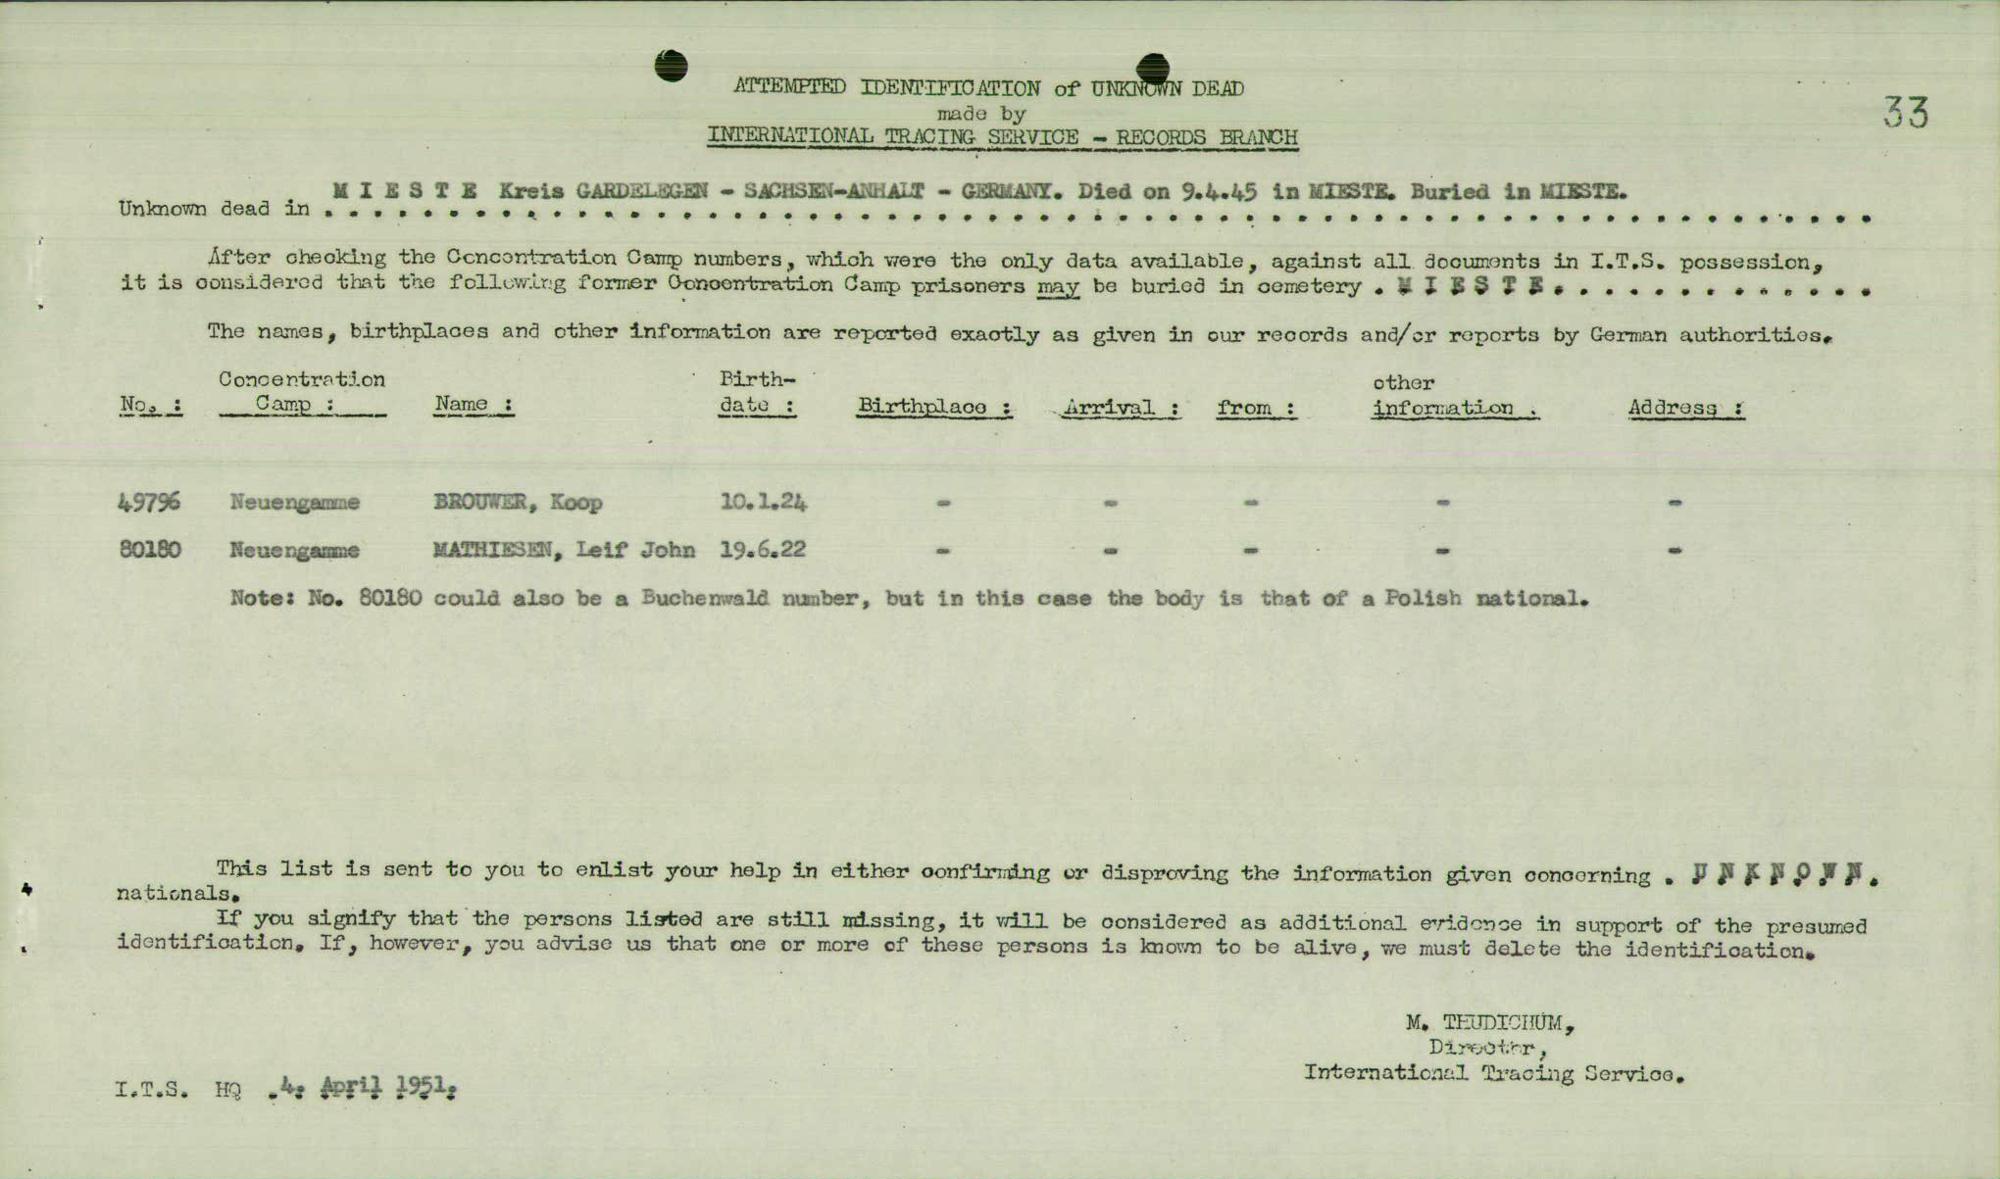 ATTEMPTED IDENTIFICATION of UNKNOWN DEAD
made by
INTERNATIONAL TRACING SERVICE - RECORDS BRANCH
33
Unknown dead in M I E S T E Kreis GARDELEGEN - SACHSEN-ANHALT - GERMANY. Died on 9.4.45 in MIESTE. Buried in MIESTE.
After checking the Concentration Camp numbers, which were the only data available, against all documents in I.T.S. possession,
it is considered that the following former Concentration Camp prisoners may be buried in cemetery . M I E S T E . . . . . . . . . . . . .
The names, birthplaces and other information are reported exactly as given in our records and/or reports by German authorities.
No. : Concentration Camp : Name : Birth-date : Birthplace : Arrival : from : other information . Address :
49796 Neuengamme BROUWER, Koop 10.1.24 - - - - -
80180 Neuengamme MATHIESEN, Leif John 19.6.22 - - - - -
Note: No. 80180 could also be a Buchenwald number, but in this case the body is that of a Polish national.
This list is sent to you to enlist your help in either confirming or disproving the information given concerning . U N K N O W N .
nationals.
If you signify that the persons listed are still missing, it will be considered as additional evidence in support of the presumed
identification. If, however, you advise us that one or more of these persons is known to be alive, we must delete the identification.
M. THUDICHUM,
Director,
International Tracing Service.
I.T.S. HQ .4. April 1951.